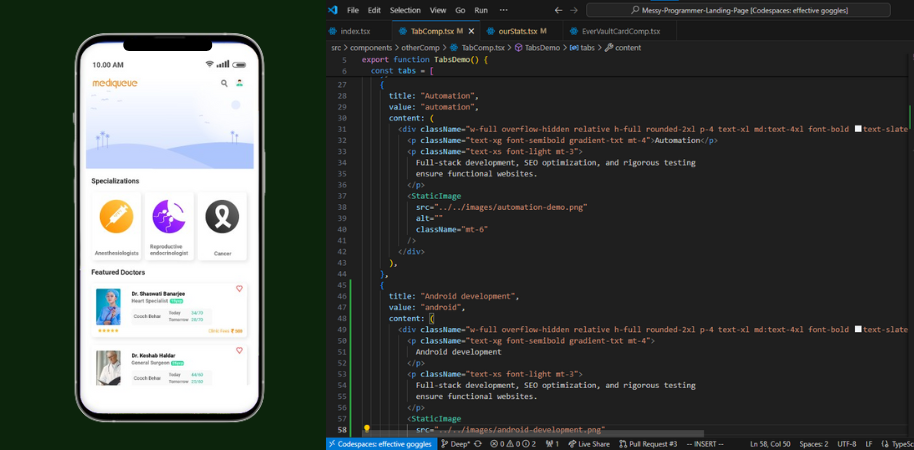 10.00 AM
mediqueue
Specializations
Anesthesiologists
Reproductive
endocrinologist
Cancer
Featured Doctors
Dr. Shaswati Banarjee
Heart Specialist
Cooch Behar
Today
Tomorrow
Dr. Keshab Haldar
General Surgeon
Cooch Behar
Today
Tomorrow
File Edit Selection View Go Run ···
Messy-Programmer-Landing-Page [Codespaces: effective goggles]
index.tsx
TabComp.tsx M
ourStats.tsx M
EverVaultCardComp.tsx
src > components > otherComp > TabComp.tsx > TabsDemo > tabs > content
5 export function TabsDemo() {
6 const tabs = [
27 {
28 title: "Automation",
29 value: "automation",
30 content: (
31 <div className="w-full overflow-hidden relative h-full rounded-2xl p-4 text-xl md:text-4xl font-bold text-slate
32 <p className="text-xg font-semibold gradient-txt mt-4">Automation</p>
33 <p className="text-xs font-light mt-3">
34 Full-stack development, SEO optimization, and rigorous testing
35 ensure functional websites.
36 </p>
37 <StaticImage
38 src="../../images/automation-demo.png"
39 alt=""
40 className="mt-6"
41 />
42 </div>
43 ),
44 },
45 {
46 title: "Android development",
47 value: "android",
48 content: (
49 <div className="w-full overflow-hidden relative h-full rounded-2xl p-4 text-xl md:text-4xl font-bold text-slate
50 <p className="text-xg font-semibold gradient-txt mt-4">
51 Android development
52 </p>
53 <p className="text-xs font-light mt-3">
54 Full-stack development, SEO optimization, and rigorous testing
55 ensure functional websites.
56 </p>
57 <StaticImage
58 src="../../images/android-development.png"
Codespaces: effective goggles Deep* 0 0 2 1 Live Share Pull Request #3 -- INSERT -- Ln 58, Col 50 Spaces: 2 UTF-8 LF TypeSc